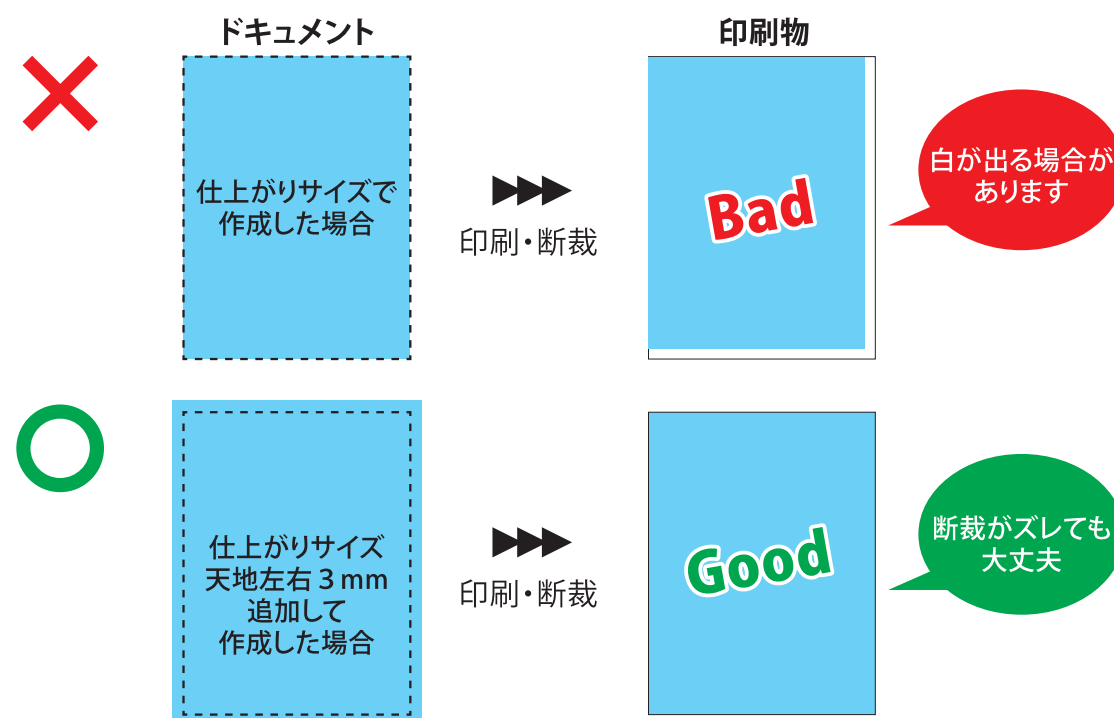 ドキュメント
印刷物
仕上がりサイズで
作成した場合
印刷・断裁
Bad
白が出る場合が
あります
仕上がりサイズ
天地左右 3 mm
追加して
作成した場合
印刷・断裁
Good
断裁がズレても
大丈夫